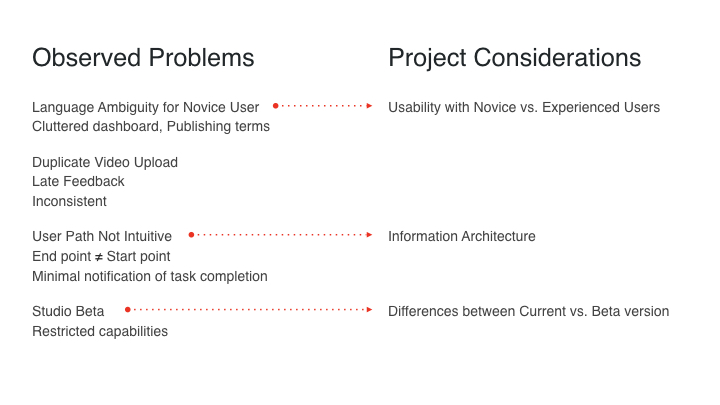 Observed Problems
Project Considerations
Language Ambiguity for Novice User
Usability with Novice vs. Experienced Users
Cluttered dashboard, Publishing terms
Duplicate Video Upload
Late Feedback
Inconsistent
User Path Not Intuitive
Information Architecture
End point ≠ Start point
Minimal notification of task completion
Studio Beta
Differences between Current vs. Beta version
Restricted capabilities